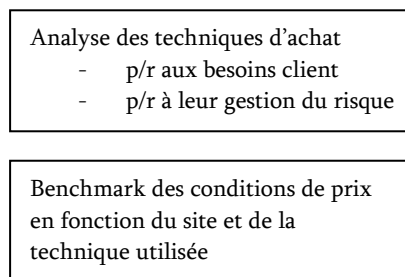 Analyse des techniques d'achat
- p/r aux besoins client
- p/r à leur gestion du risque
Benchmark des conditions de prix
en fonction du site et de la
technique utilisée